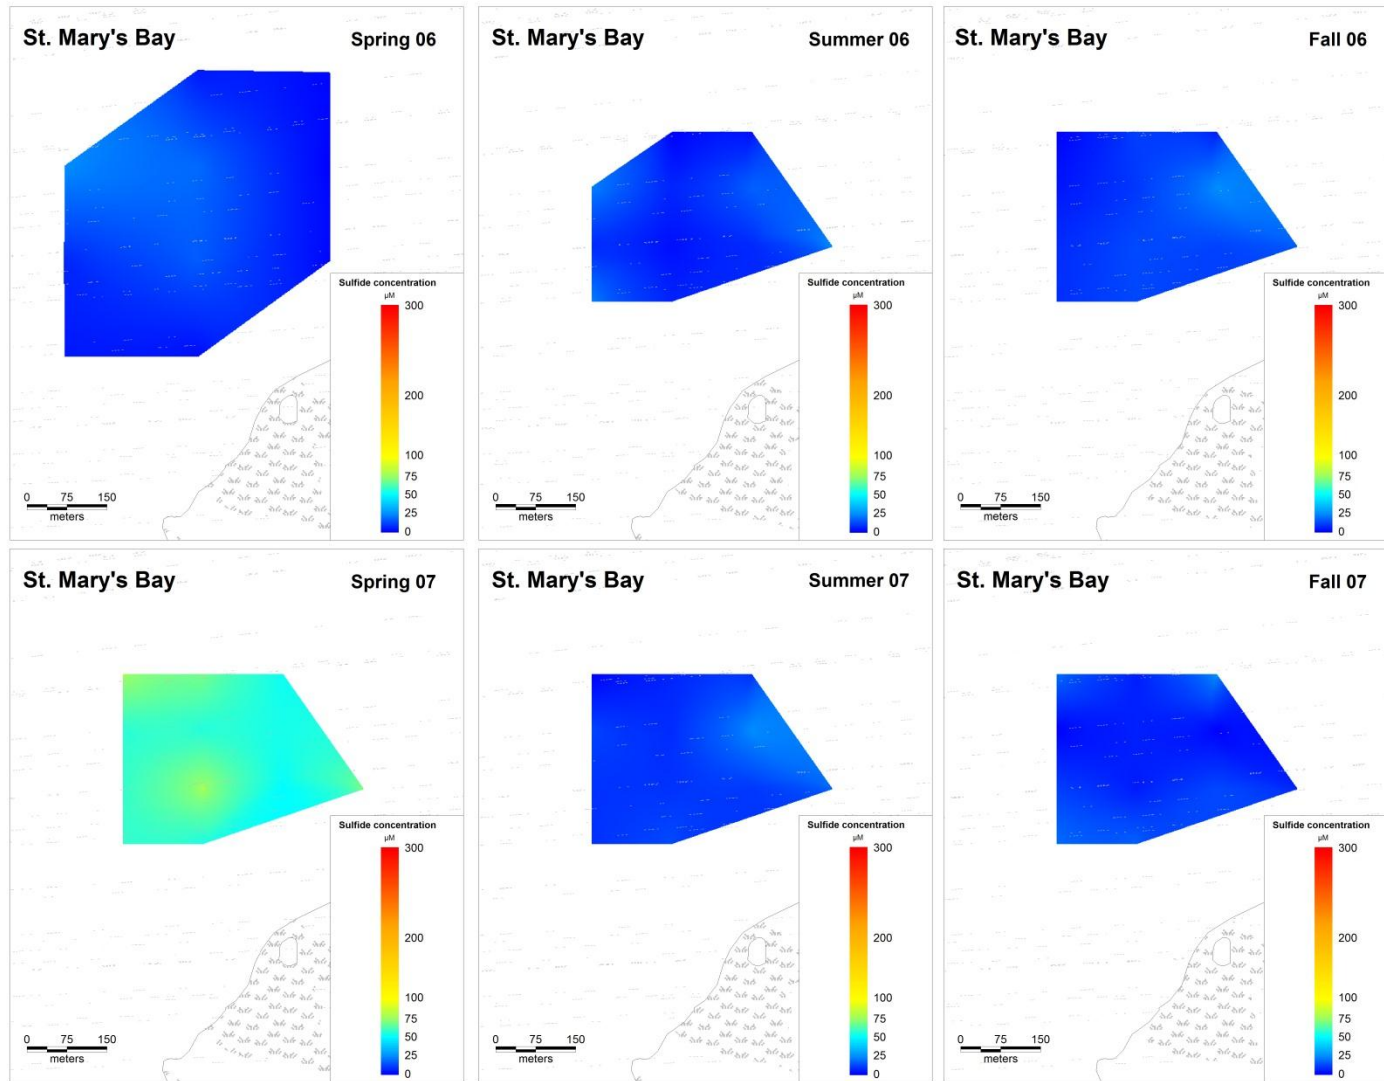 St. Mary's Bay Spring 06
Sulfide concentration
µM
300
200
100
75
50
25
0
0 75 150
meters
St. Mary's Bay Summer 06
Sulfide concentration
µM
300
200
100
75
50
25
0
0 75 150
meters
St. Mary's Bay Fall 06
Sulfide concentration
µM
300
200
100
75
50
25
0
0 75 150
meters
St. Mary's Bay Spring 07
Sulfide concentration
µM
300
200
100
75
50
25
0
0 75 150
meters
St. Mary's Bay Summer 07
Sulfide concentration
µM
300
200
100
75
50
25
0
0 75 150
meters
St. Mary's Bay Fall 07
Sulfide concentration
µM
300
200
100
75
50
25
0
0 75 150
meters